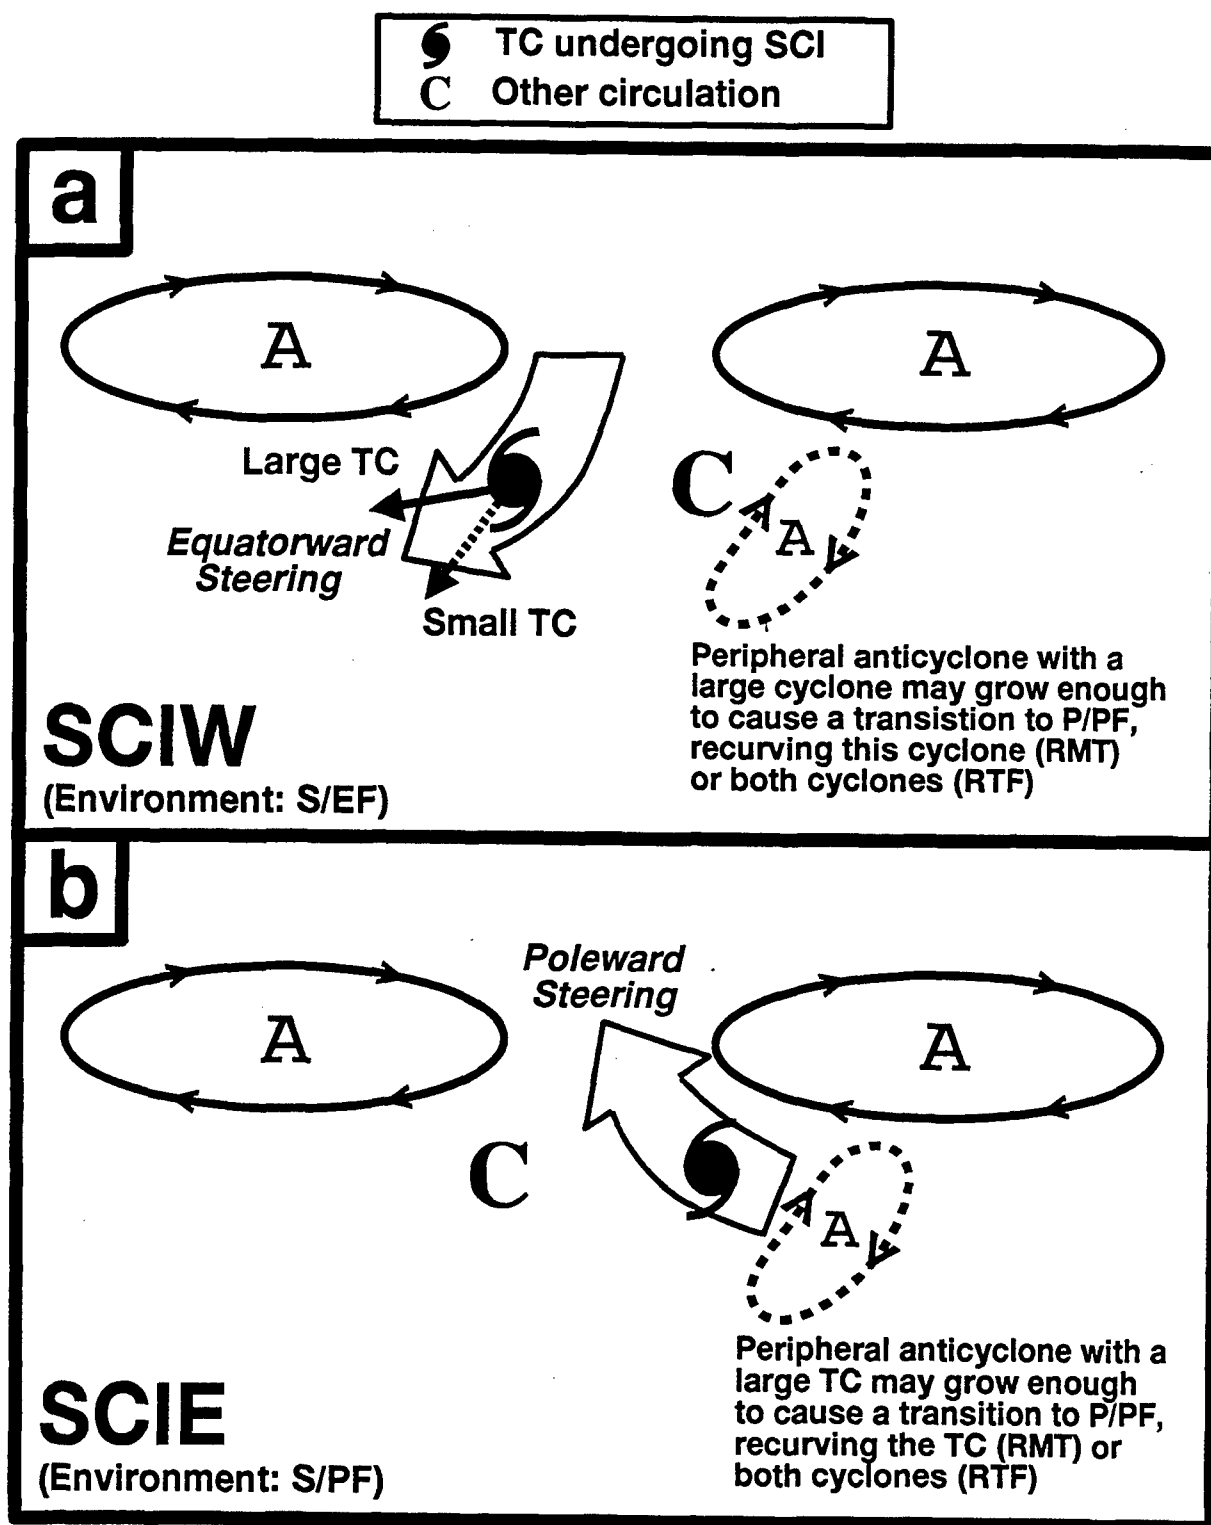 TC undergoing SCI
C Other circulation
a
A
A
Large TC
C
Equatorward
Steering
A
Small TC
Peripheral anticyclone with a
large cyclone may grow enough
to cause a transistion to P/PF,
recurving this cyclone (RMT)
or both cyclones (RTF)
SCIW
(Environment: S/EF)
b
Poleward
Steering
A
A
C
A
Peripheral anticyclone with a
large TC may grow enough
to cause a transition to P/PF,
recurving the TC (RMT) or
both cyclones (RTF)
SCIE
(Environment: S/PF)